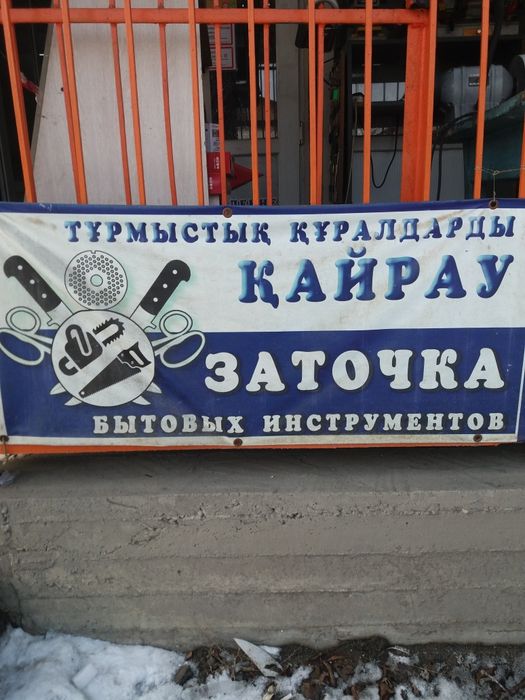 ТҰРМЫСТЫҚ ҚҰРАЛДАРДЫ
ҚАЙРАУ
ЗАТОЧКА
БЫТОВЫХ ИНСТРУМЕНТОВ